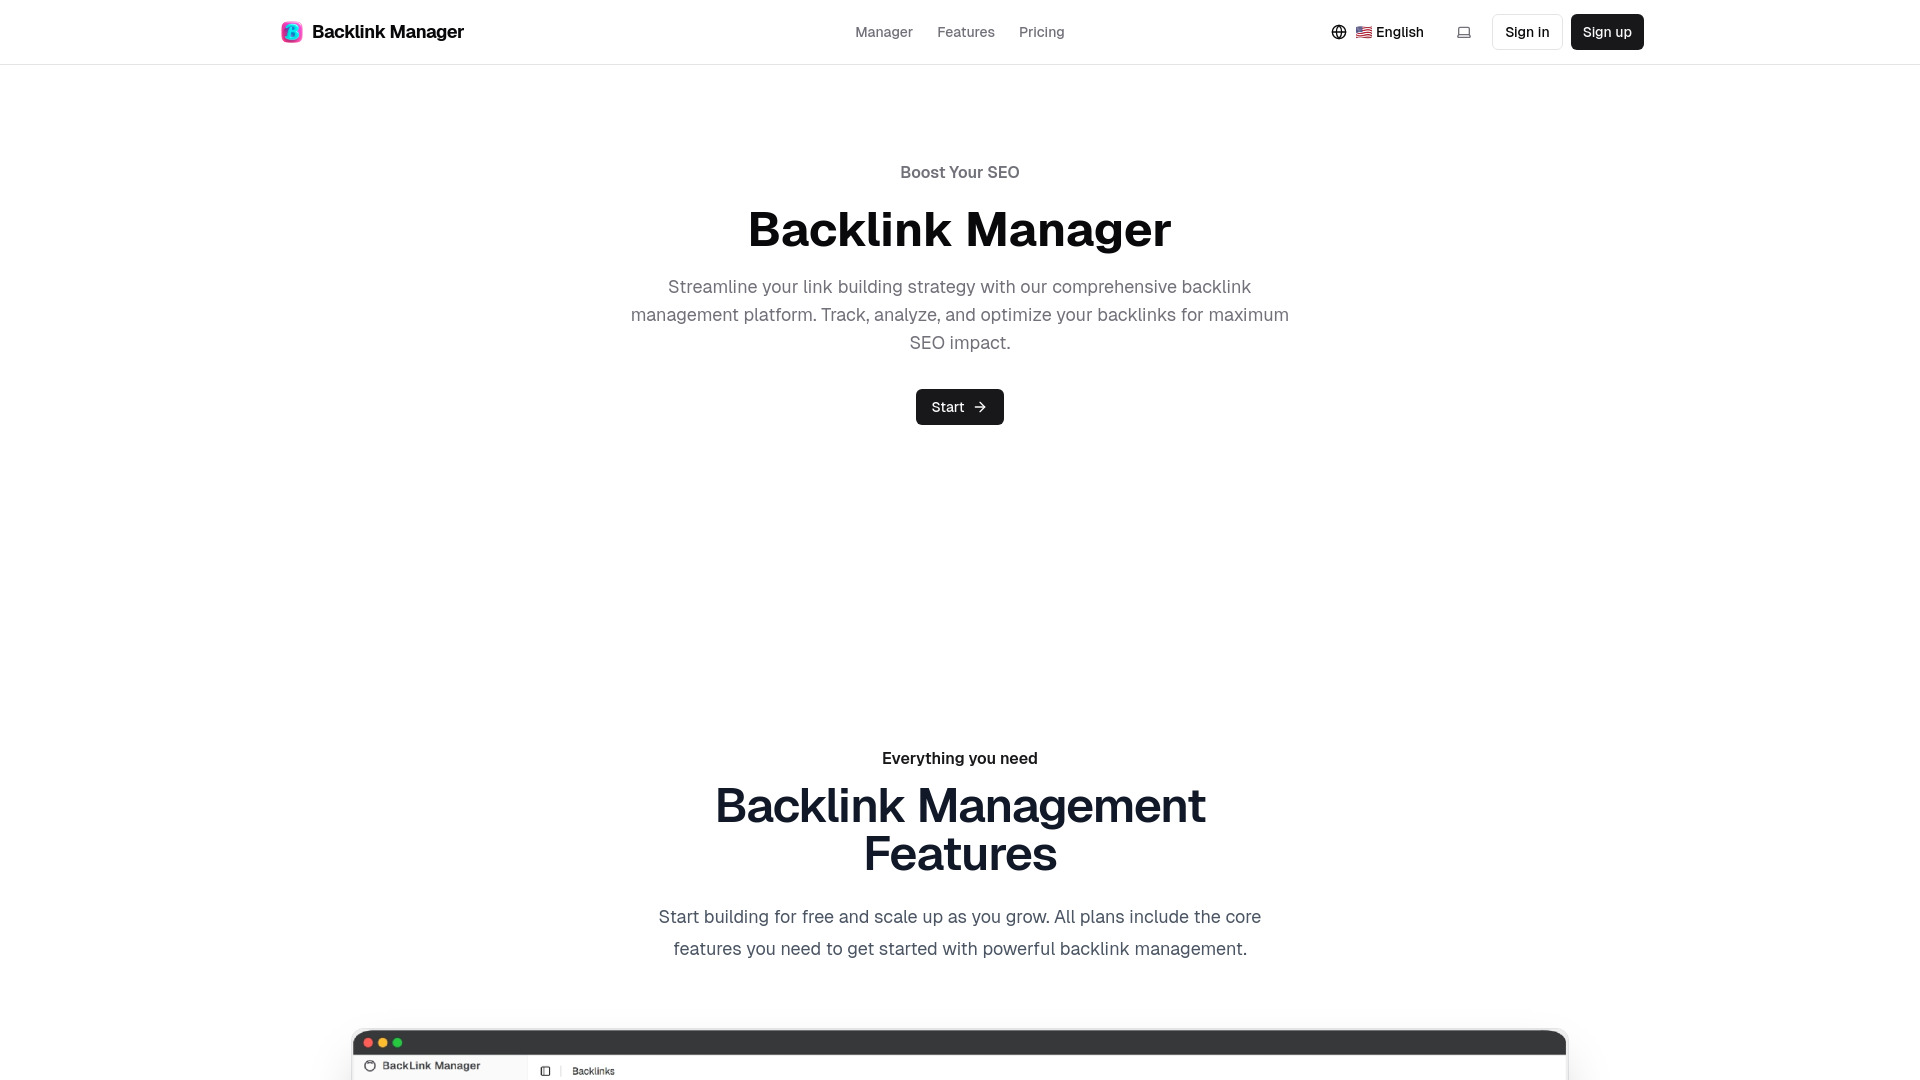 Backlink Manager
Manager
Features
Pricing
English
Sign in
Sign up
Boost Your SEO
Backlink Manager
Streamline your link building strategy with our comprehensive backlink
management platform. Track, analyze, and optimize your backlinks for maximum
SEO impact.
Start
Everything you need
Backlink Management
Features
Start building for free and scale up as you grow. All plans include the core
features you need to get started with powerful backlink management.
BackLink Manager
Backlinks